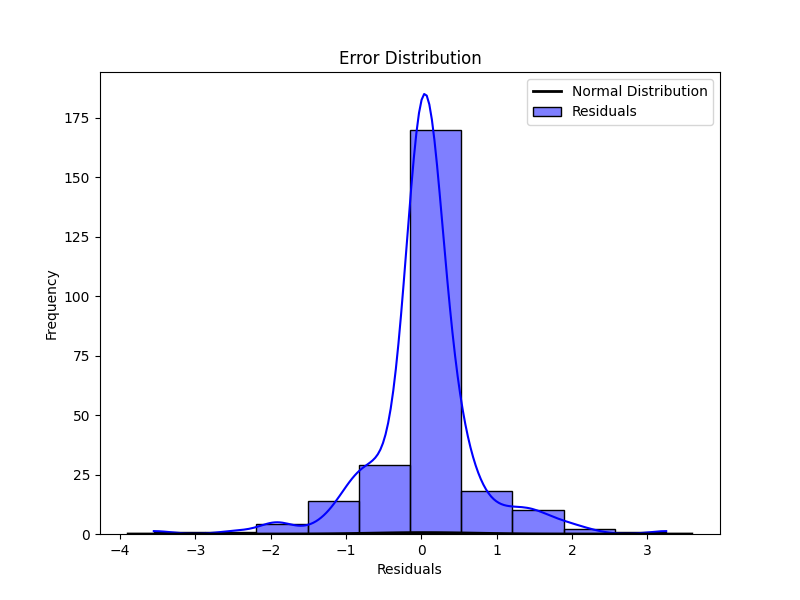 Error Distribution
Normal Distribution
Residuals
Frequency
175
150
125
100
75
50
25
0
−4 −3 −2 −1 0 1 2 3
Residuals